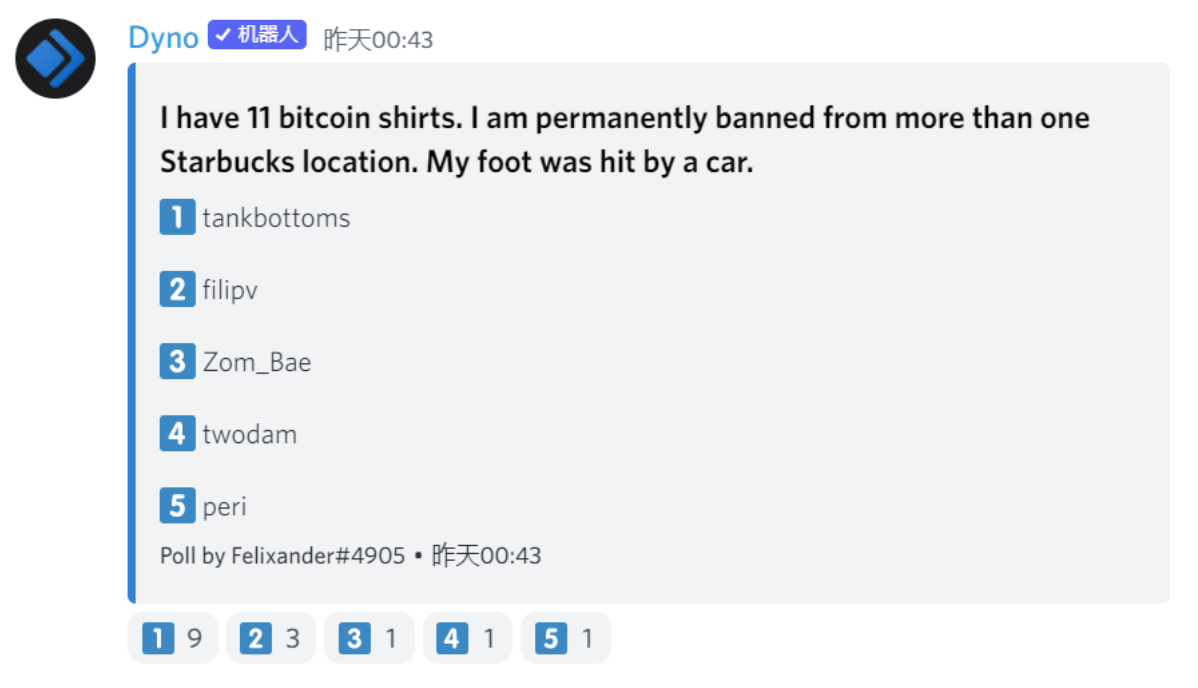 Dyno ✓ 机器人 昨天00:43
I have 11 bitcoin shirts. I am permanently banned from more than one
Starbucks location. My foot was hit by a car.
1 tankbottoms
2 filipv
3 Zom_Bae
4 twodam
5 peri
Poll by Felixander#4905 • 昨天00:43
1 9 2 3 3 1 4 1 5 1